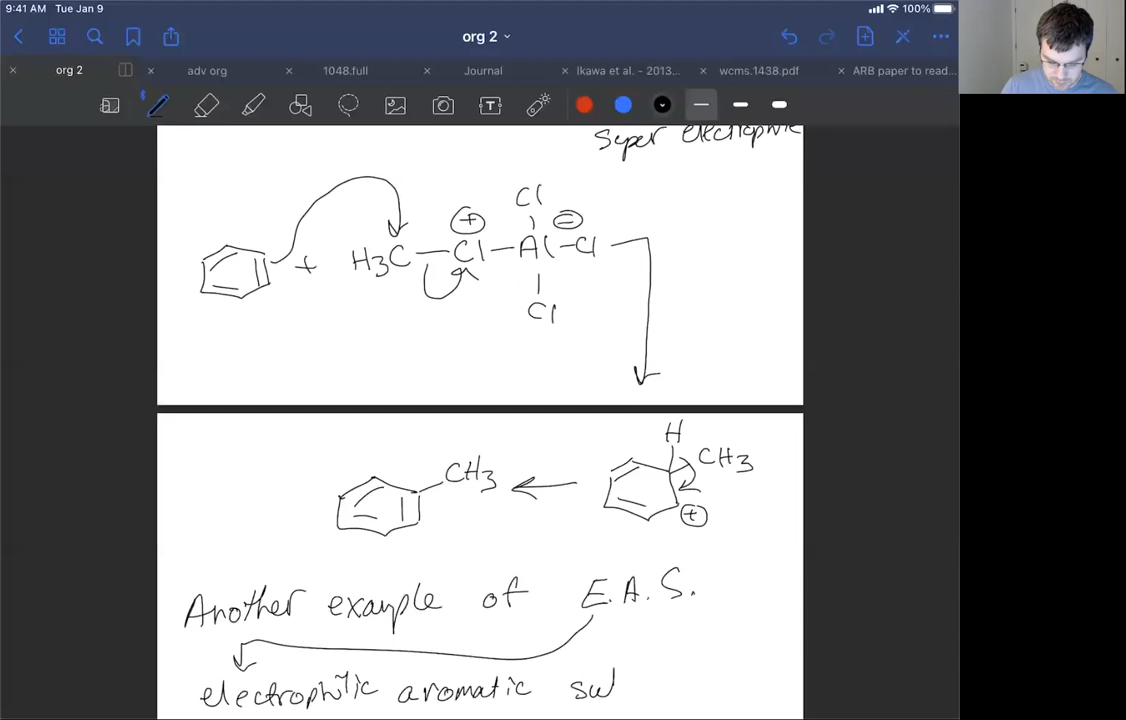 9:41 AM Tue Jan 9
100%
org 2
org 2
adv org
1048.full
Journal
Ikawa et al. - 2013...
wcms.1438.pdf
ARB paper to read...
T
Super electrophilic
Cl
+ −
H3C — Cl — Al — Cl
+
Cl
H
CH3
CH3
+
Another example of E.A.S.
electrophilic aromatic su